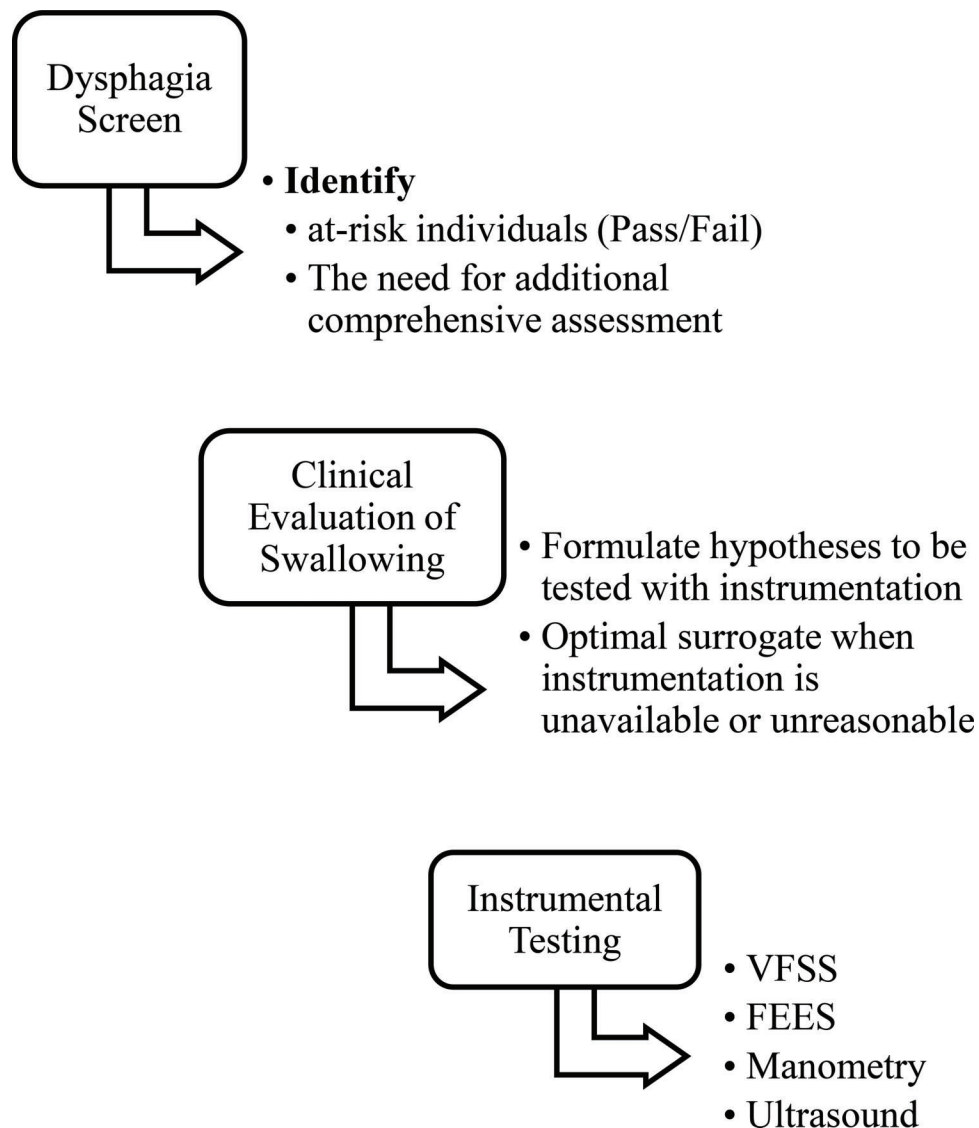 Dysphagia
Screen
• Identify
• at-risk individuals (Pass/Fail)
• The need for additional
comprehensive assessment
Clinical
Evaluation of
Swallowing
• Formulate hypotheses to be
tested with instrumentation
• Optimal surrogate when
instrumentation is
unavailable or unreasonable
Instrumental
Testing
• VFSS
• FEES
• Manometry
• Ultrasound